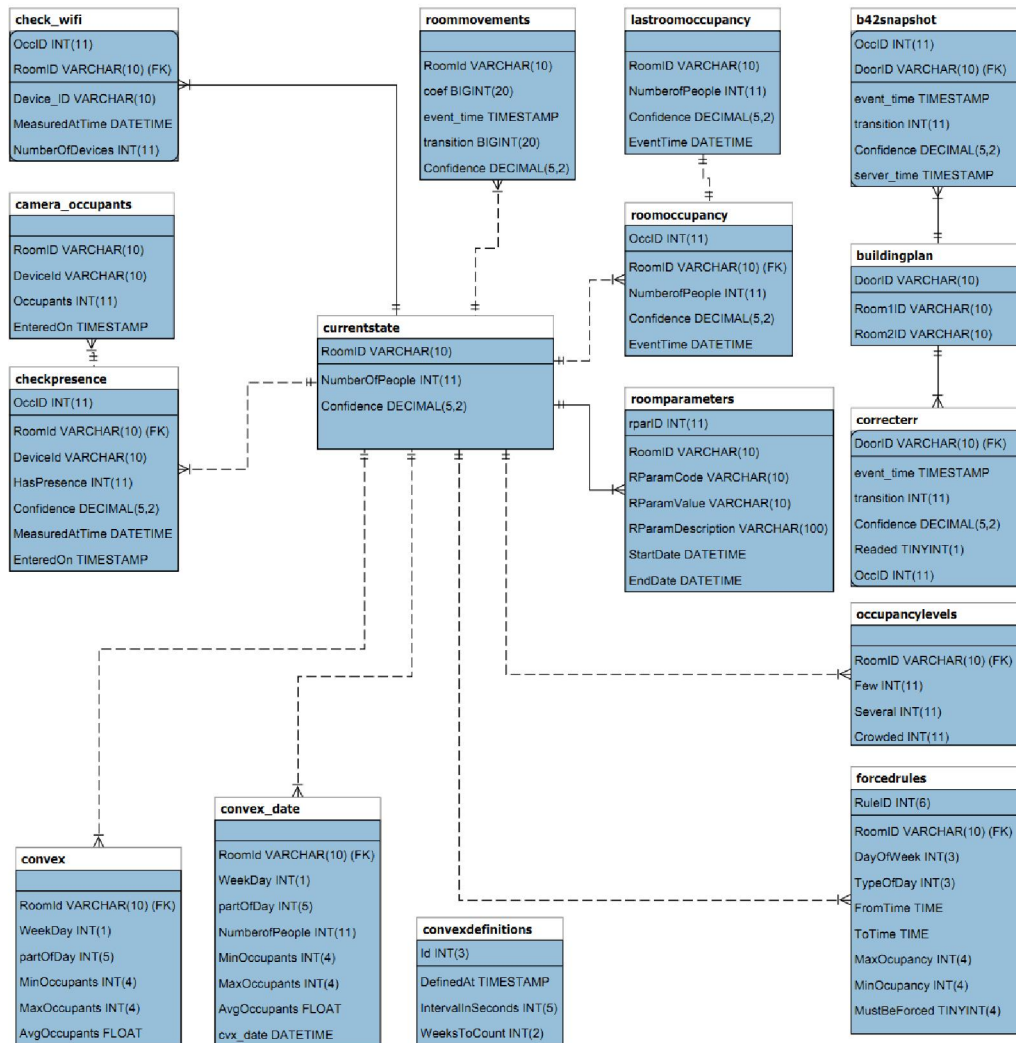 check_wifi
OccID INT(11)
RoomID VARCHAR(10) (FK)
Device_ID VARCHAR(10)
MeasuredAtTime DATETIME
NumberOfDevices INT(11)
roommovements
RoomId VARCHAR(10)
coef BIGINT(20)
event_time TIMESTAMP
transition BIGINT(20)
Confidence DECIMAL(5,2)
lastroomoccupancy
RoomID VARCHAR(10)
NumberofPeople INT(11)
Confidence DECIMAL(5,2)
EventTime DATETIME
b42snapshot
OccID INT(11)
DoorID VARCHAR(10) (FK)
event_time TIMESTAMP
transition INT(11)
Confidence DECIMAL(5,2)
server_time TIMESTAMP
camera_occupants
RoomID VARCHAR(10)
DeviceId VARCHAR(10)
Occupants INT(11)
EnteredOn TIMESTAMP
roomoccupancy
OccID INT(11)
RoomID VARCHAR(10) (FK)
NumberofPeople INT(11)
Confidence DECIMAL(5,2)
EventTime DATETIME
buildingplan
DoorID VARCHAR(10)
Room1ID VARCHAR(10)
Room2ID VARCHAR(10)
currentstate
RoomID VARCHAR(10)
NumberOfPeople INT(11)
Confidence DECIMAL(5,2)
checkpresence
OccID INT(11)
RoomId VARCHAR(10) (FK)
DeviceId VARCHAR(10)
HasPresence INT(11)
Confidence DECIMAL(5,2)
MeasuredAtTime DATETIME
EnteredOn TIMESTAMP
roomparameters
rparID INT(11)
RoomID VARCHAR(10)
RParamCode VARCHAR(10)
RParamValue VARCHAR(10)
RParamDescription VARCHAR(100)
StartDate DATETIME
EndDate DATETIME
correcterr
DoorID VARCHAR(10) (FK)
event_time TIMESTAMP
transition INT(11)
Confidence DECIMAL(5,2)
Readed TINYINT(1)
OccID INT(11)
occupancylevels
RoomID VARCHAR(10) (FK)
Few INT(11)
Several INT(11)
Crowded INT(11)
forcedrules
RuleID INT(6)
RoomID VARCHAR(10) (FK)
DayOfWeek INT(3)
TypeOfDay INT(3)
FromTime TIME
ToTime TIME
MaxOcupancy INT(4)
MinOcupancy INT(4)
MustBeForced TINYINT(4)
convex
RoomId VARCHAR(10) (FK)
WeekDay INT(1)
partOfDay INT(5)
MinOccupants INT(4)
MaxOccupants INT(4)
AvgOccupants FLOAT
convex_date
RoomId VARCHAR(10) (FK)
WeekDay INT(1)
partOfDay INT(5)
NumberofPeople INT(11)
MinOccupants INT(4)
MaxOccupants INT(4)
AvgOccupants FLOAT
cvx_date DATETIME
convexdefinitions
Id INT(3)
DefinedAt TIMESTAMP
IntervalInSeconds INT(5)
WeeksToCount INT(2)